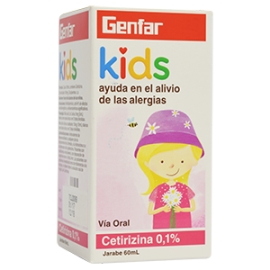 Genfar
kids
ayuda en el alivio
de las alergias
Vía Oral
Cetirizina 0,1%
Jarabe 60mL